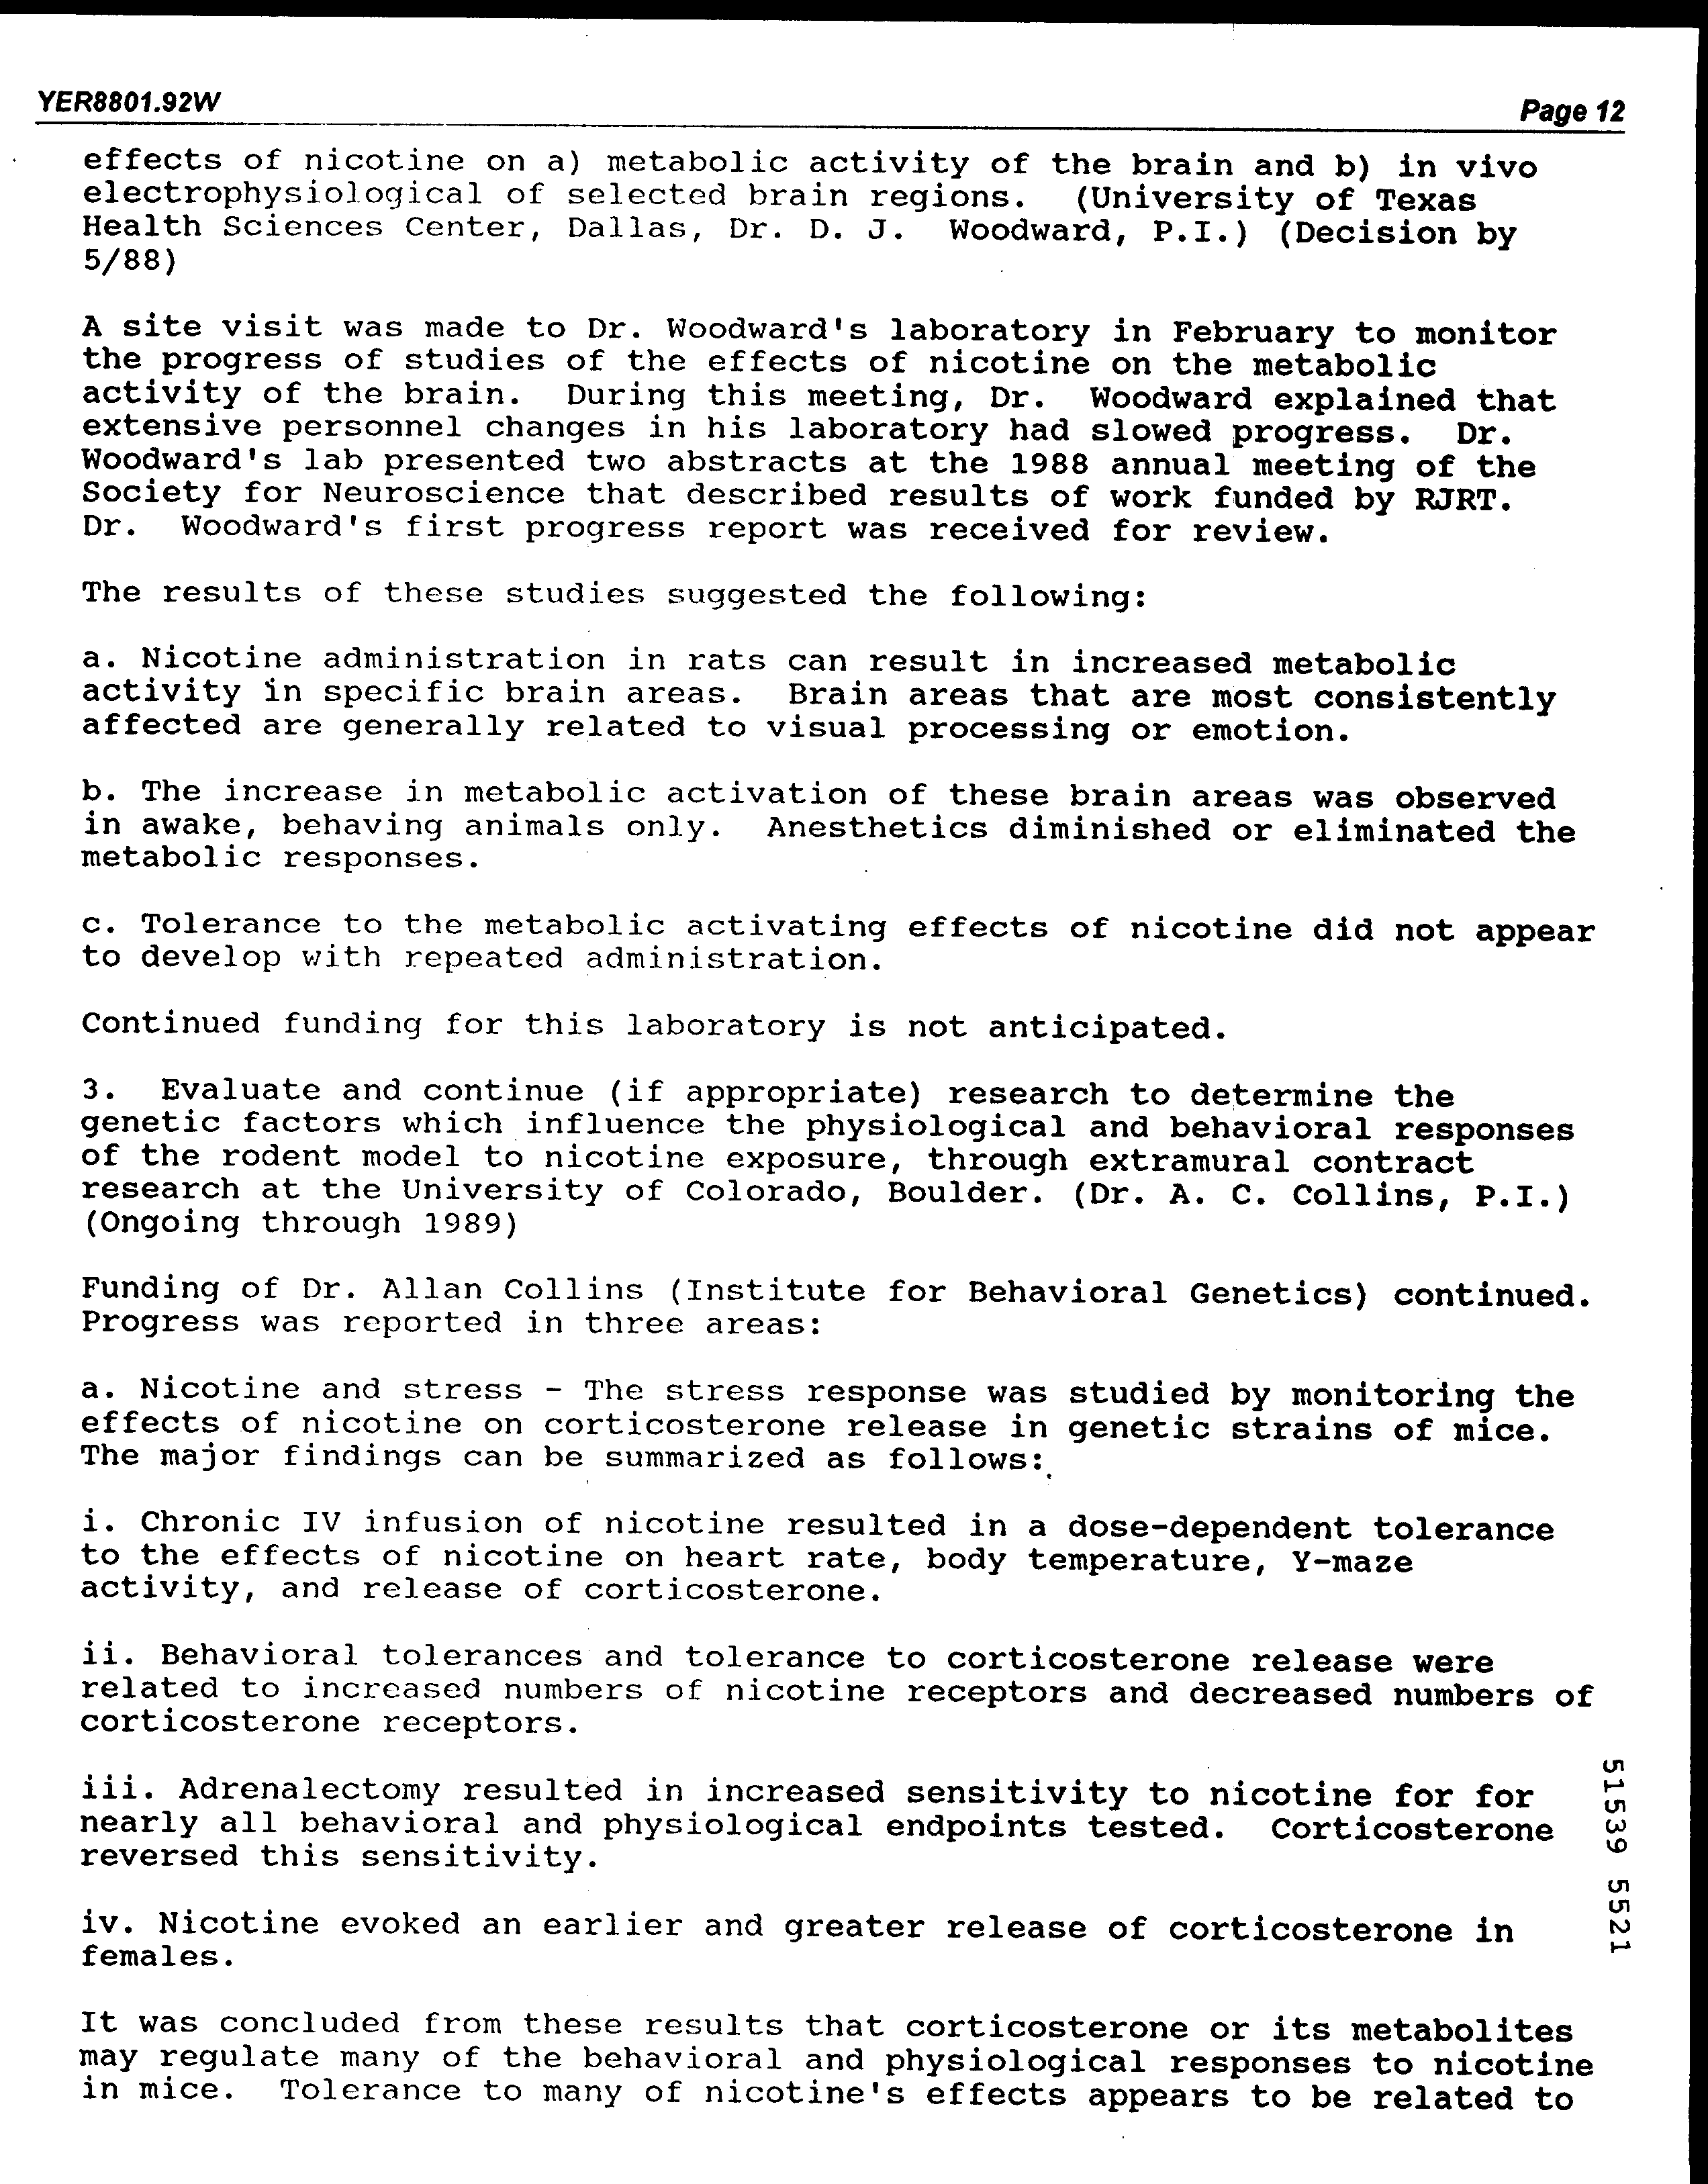 YER8801.92W
Page 12
effects of nicotine on a) metabolic activity of the brain and b) in vivo
electrophysiological of selected brain regions.  (University of Texas
Health Sciences Center, Dallas, Dr. D. J.  Woodward, P.I.) (Decision by
5/88)
A site visit was made to Dr. Woodward's laboratory in February to monitor
the progress of studies of the effects of nicotine on the metabolic
activity of the brain.  During this meeting, Dr.  Woodward explained that
extensive personnel changes in his laboratory had slowed progress.  Dr.
Woodward's lab presented two abstracts at the 1988 annual meeting of the
Society for Neuroscience that described results of work funded by RJRT.
Dr.  Woodward's first progress report was received for review.
The results of these studies suggested the following:
a. Nicotine administration in rats can result in increased metabolic
activity in specific brain areas.  Brain areas that are most consistently
affected are generally related to visual processing or emotion.
b. The increase in metabolic activation of these brain areas was observed
in awake, behaving animals only.  Anesthetics diminished or eliminated the
metabolic responses.
c. Tolerance to the metabolic activating effects of nicotine did not appear
to develop with repeated administration.
Continued funding for this laboratory is not anticipated.
3.  Evaluate and continue (if appropriate) research to determine the
genetic factors which influence the physiological and behavioral responses
of the rodent model to nicotine exposure, through extramural contract
research at the University of Colorado, Boulder. (Dr. A. C. Collins, P.I.)
(Ongoing through 1989)
Funding of Dr. Allan Collins (Institute for Behavioral Genetics) continued.
Progress was reported in three areas:
a. Nicotine and stress - The stress response was studied by monitoring the
effects of nicotine on corticosterone release in genetic strains of mice.
The major findings can be summarized as follows:
i. Chronic IV infusion of nicotine resulted in a dose-dependent tolerance
to the effects of nicotine on heart rate, body temperature, Y-maze
activity, and release of corticosterone.
ii. Behavioral tolerances and tolerance to corticosterone release were
related to increased numbers of nicotine receptors and decreased numbers of
corticosterone receptors.
iii. Adrenalectomy resulted in increased sensitivity to nicotine for for
nearly all behavioral and physiological endpoints tested.  Corticosterone
reversed this sensitivity.
iv. Nicotine evoked an earlier and greater release of corticosterone in
females.
It was concluded from these results that corticosterone or its metabolites
may regulate many of the behavioral and physiological responses to nicotine
in mice.  Tolerance to many of nicotine's effects appears to be related to
51539 5521